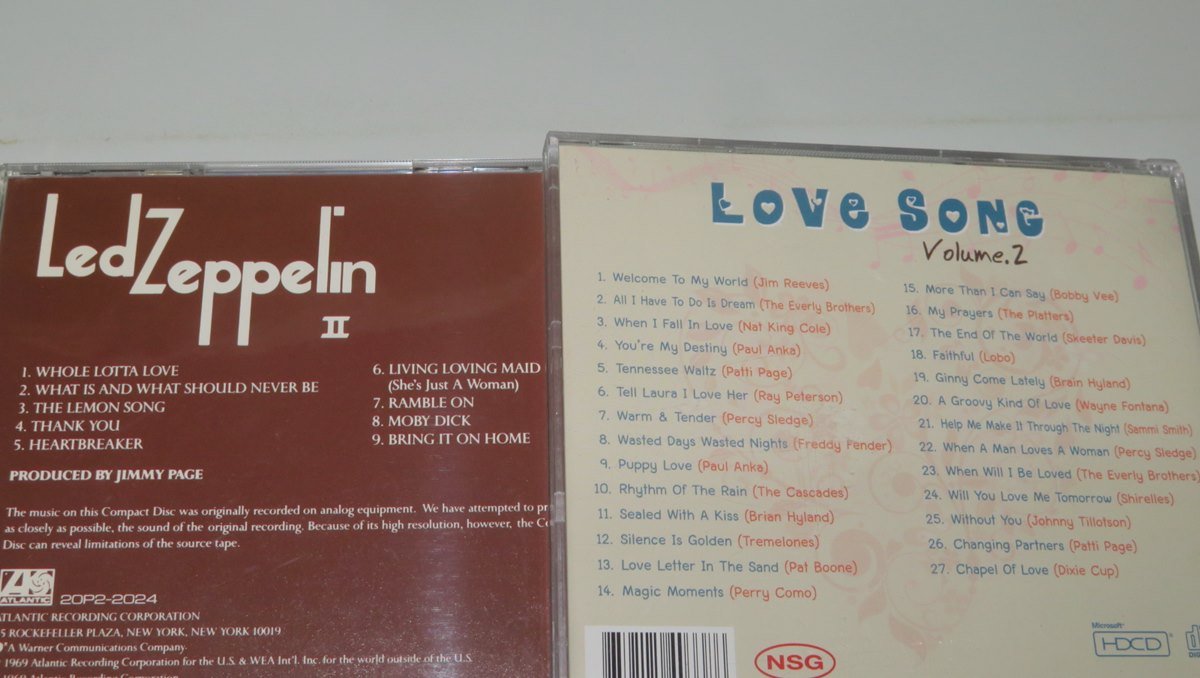 Led Zeppelin
II
1. WHOLE LOTTA LOVE
2. WHAT IS AND WHAT SHOULD NEVER BE
3. THE LEMON SONG
4. THANK YOU
5. HEARTBREAKER
6. LIVING LOVING MAID
(She's Just A Woman)
7. RAMBLE ON
8. MOBY DICK
9. BRING IT ON HOME
PRODUCED BY JIMMY PAGE
The music on this Compact Disc was originally recorded on analog equipment. We have attempted to
as closely as possible, the sound of the original recording. Because of its high resolution, however, the
Disc can reveal limitations of the source tape.
ATLANTIC
20P2-2024
ATLANTIC RECORDING CORPORATION
ROCKEFELLER PLAZA, NEW YORK, NEW YORK 10019
A Warner Communications Company
1969 Atlantic Recording Corporation for the U.S. & WEA Int'l. Inc. for the world outside of the U.S.
LOVE SONG
Volume.2
1. Welcome To My World (Jim Reeves)
2. All I Have To Do Is Dream (The Everly Brothers)
3. When I Fall In Love (Nat King Cole)
4. You're My Destiny (Paul Anka)
5. Tennessee Waltz (Patti Page)
6. Tell Laura I Love Her (Ray Peterson)
7. Warm & Tender (Percy Sledge)
8. Wasted Days Wasted Nights (Freddy Fender)
9. Puppy Love (Paul Anka)
10. Rhythm Of The Rain (The Cascades)
11. Sealed With A Kiss (Brian Hyland)
12. Silence Is Golden (Tremelones)
13. Love Letter In The Sand (Pat Boone)
14. Magic Moments (Perry Como)
15. More Than I Can Say (Bobby Vee)
16. My Prayers (The Platters)
17. The End Of The World (Skeeter Davis)
18. Faithful (Lobo)
19. Ginny Come Lately (Brain Hyland)
20. A Groovy Kind Of Love (Wayne Fontana)
21. Help Me Make It Through The Night (Sammi Smith)
22. When A Man Loves A Woman (Percy Sledge)
23. When Will I Be Loved (The Everly Brothers)
24. Will You Love Me Tomorrow (Shirelles)
25. Without You (Johnny Tillotson)
26. Changing Partners (Patti Page)
27. Chapel Of Love (Dixie Cup)
NSG
Microsoft
HDCD